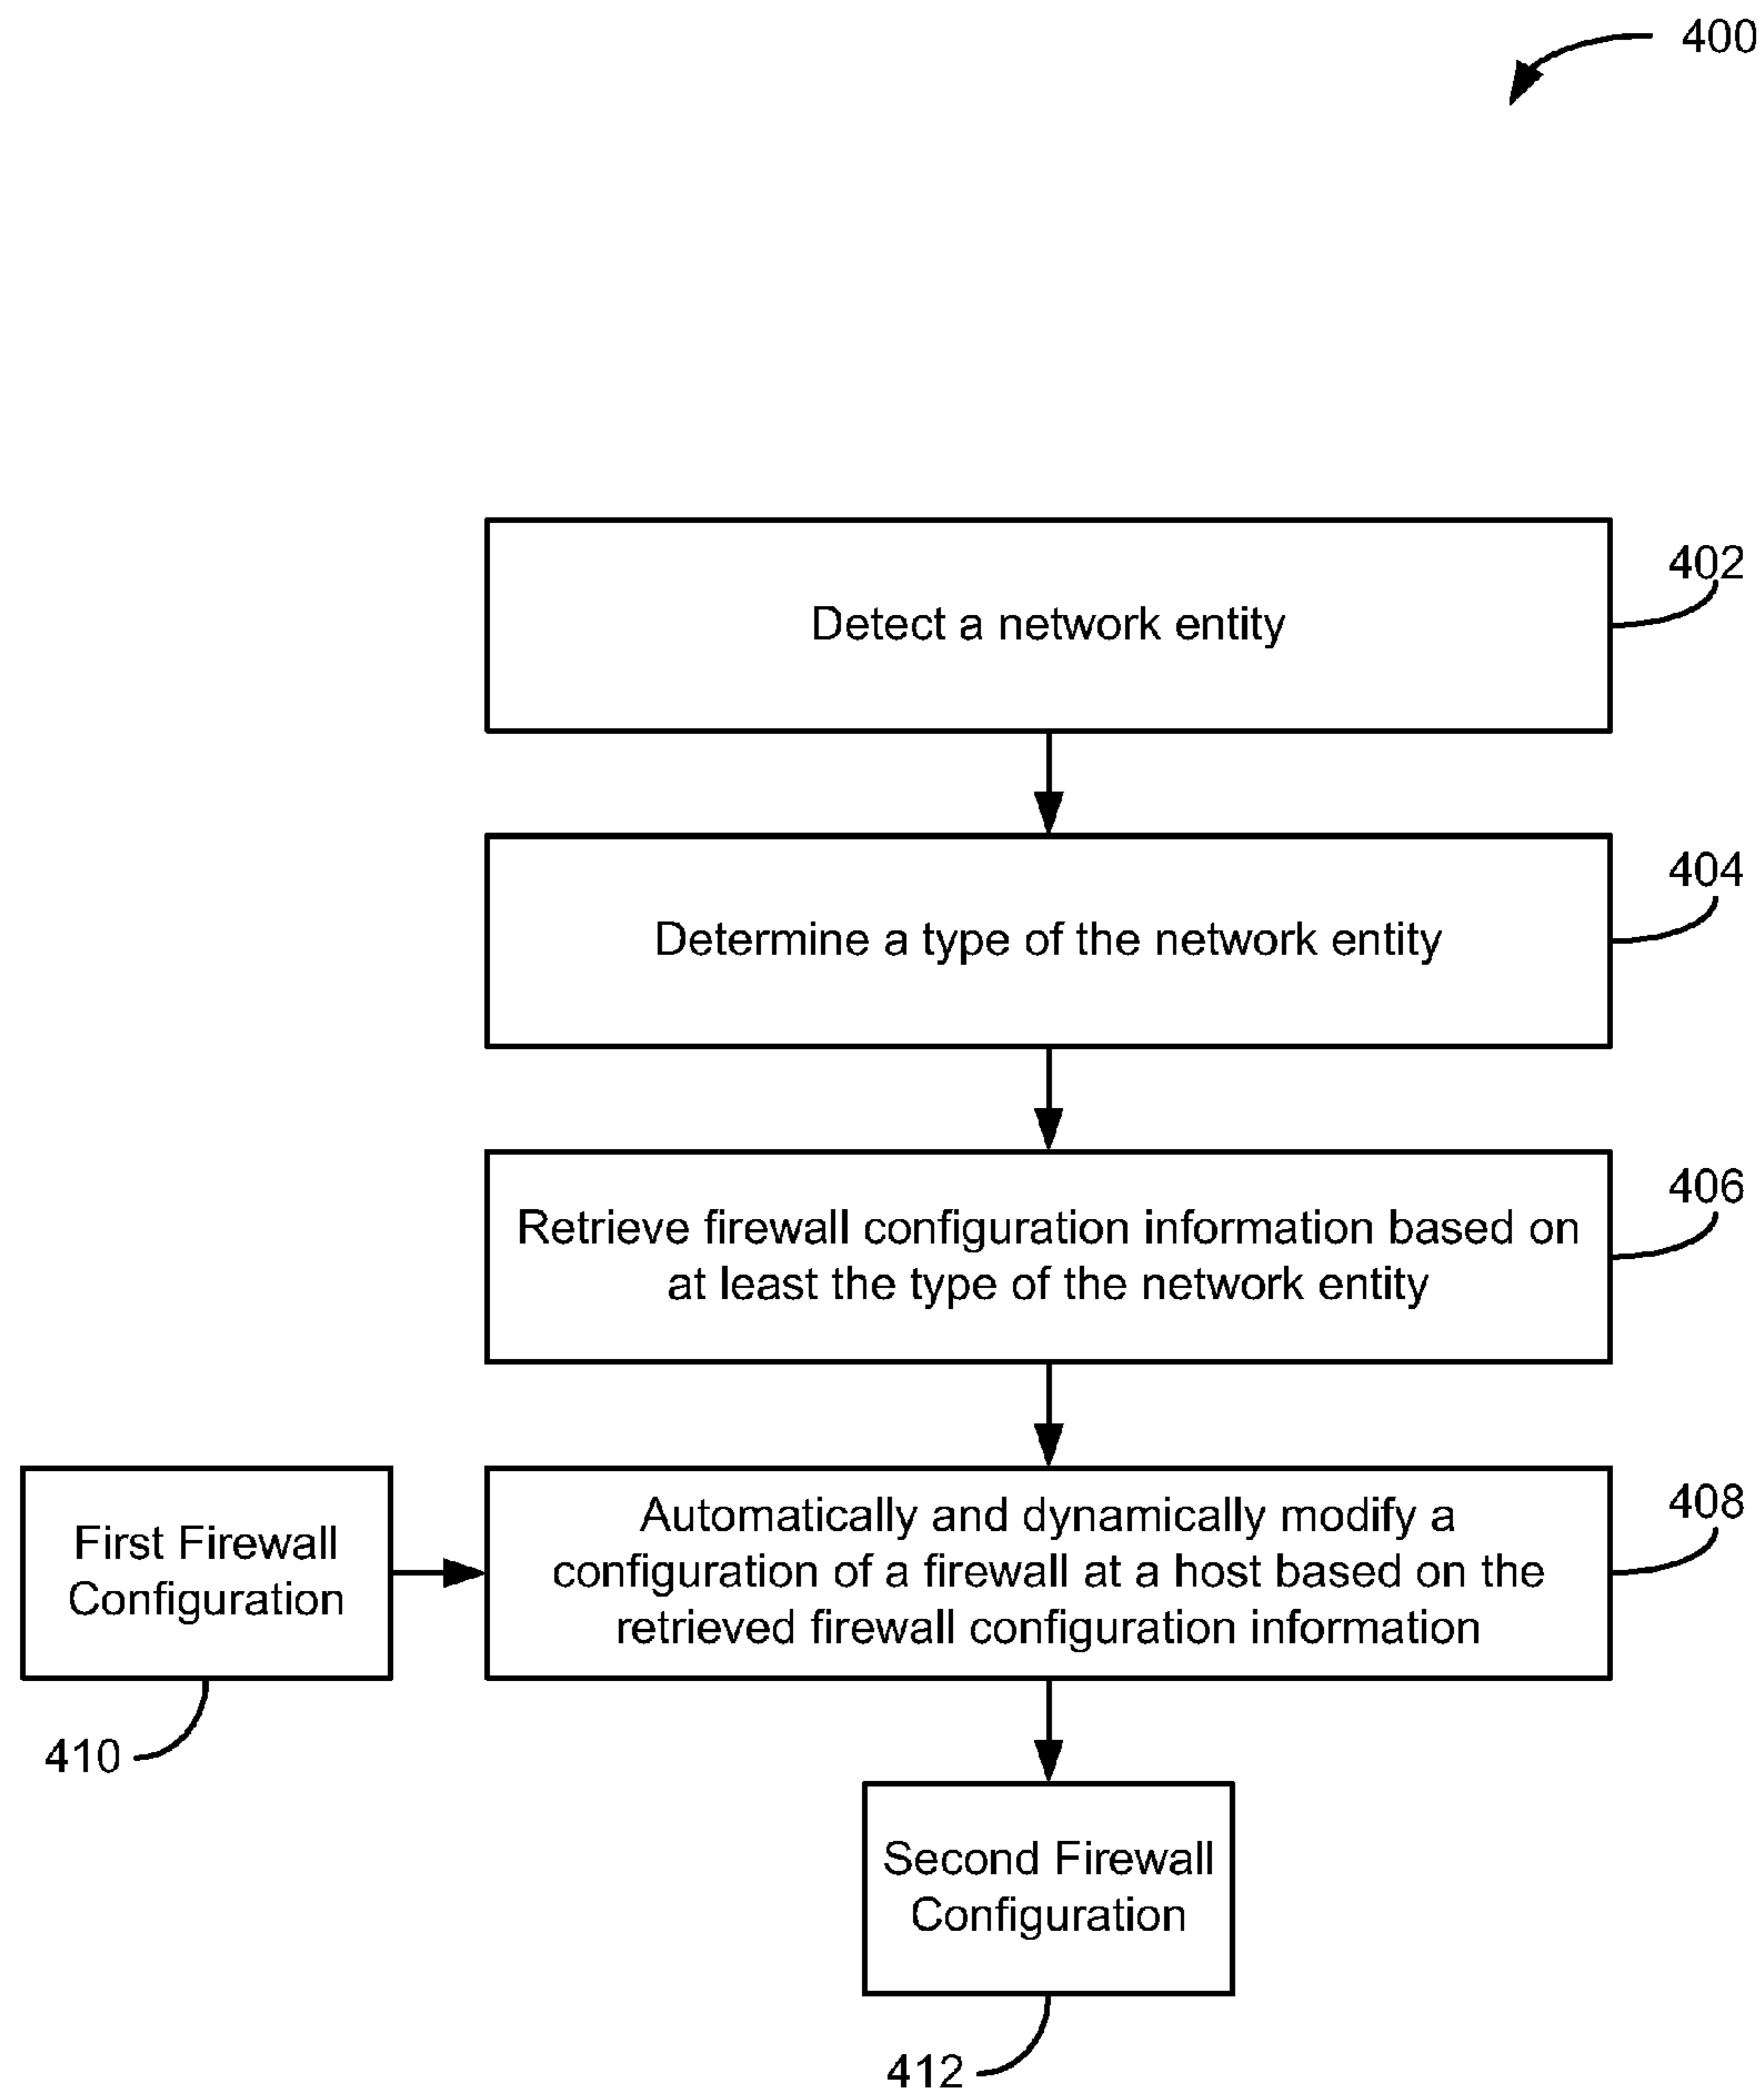 400
Detect a network entity
402
Determine a type of the network entity
404
Retrieve firewall configuration information based on
at least the type of the network entity
406
First Firewall
Configuration
410
Automatically and dynamically modify a
configuration of a firewall at a host based on the
retrieved firewall configuration information
408
Second Firewall
Configuration
412